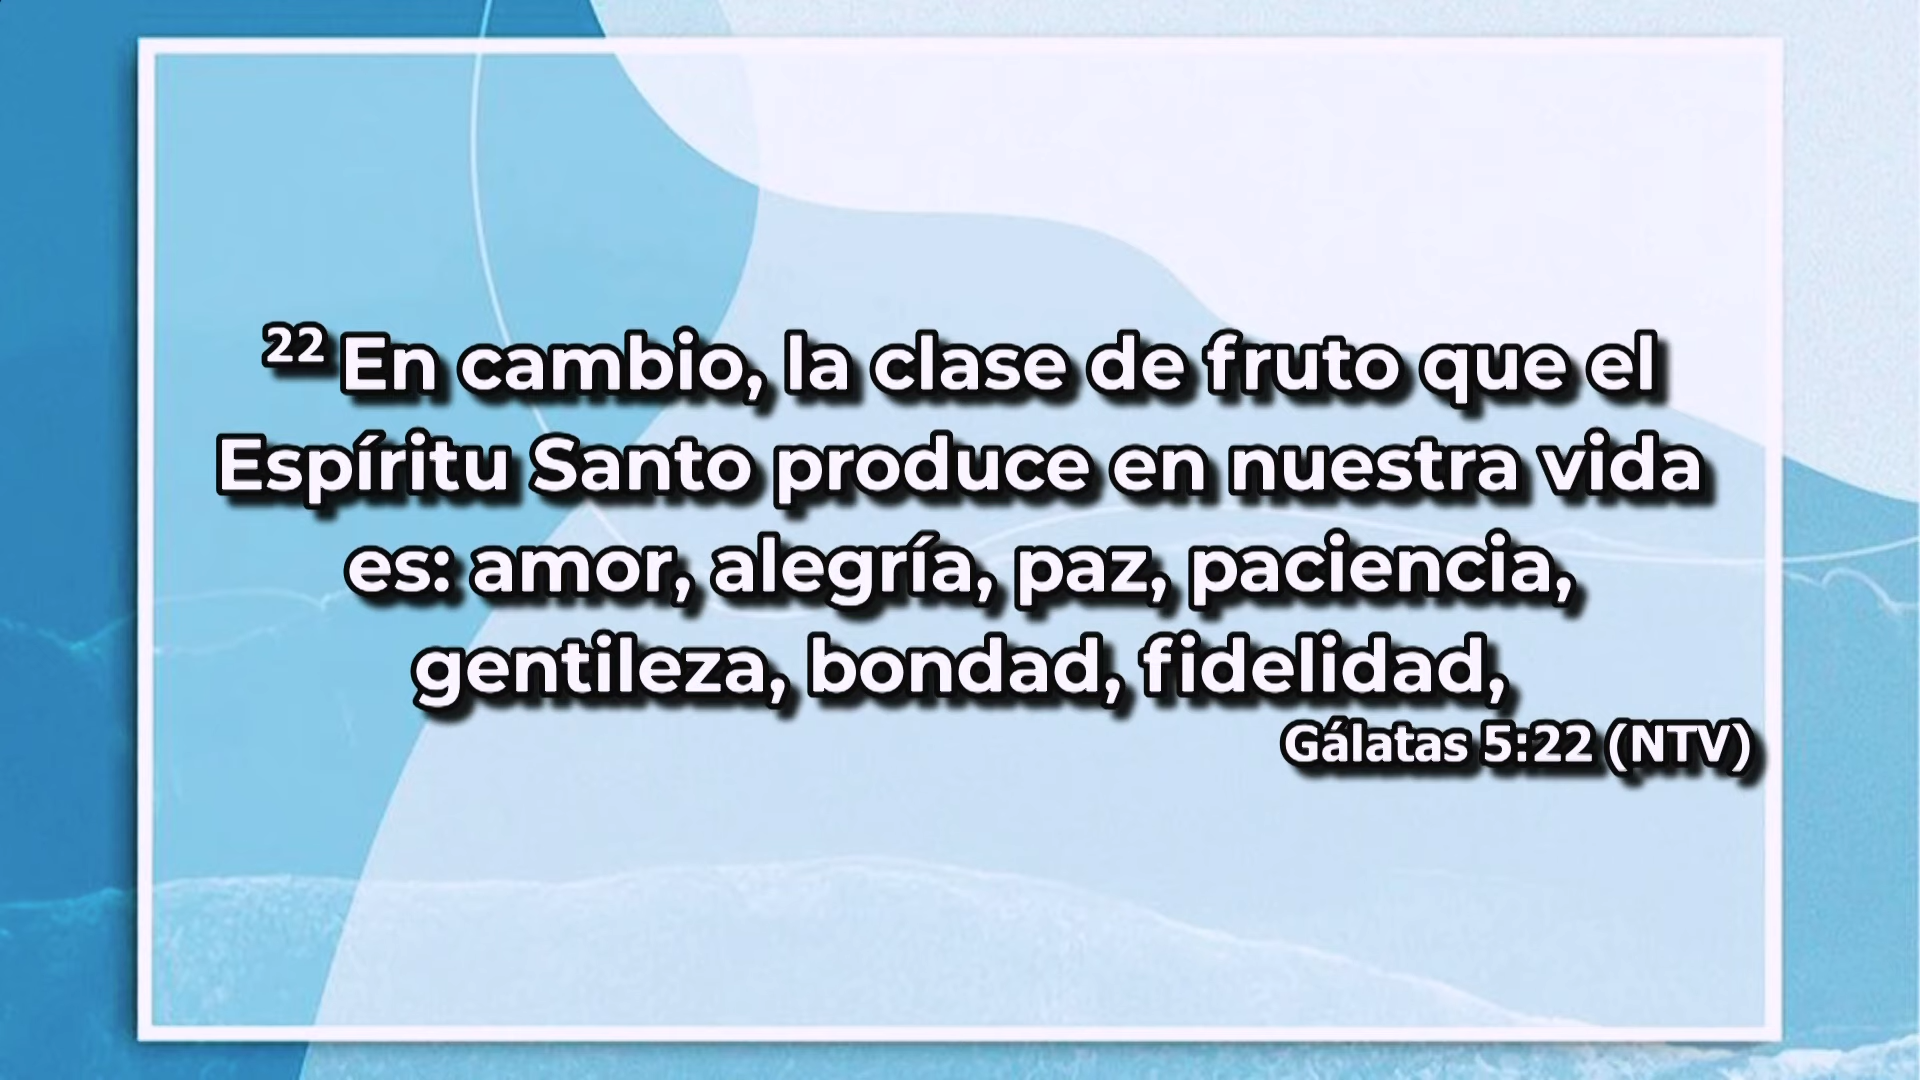 22 En cambio, la clase de fruto que el
Espíritu Santo produce en nuestra vida
es: amor, alegría, paz, paciencia,
gentileza, bondad, fidelidad,
Gálatas 5:22 (NTV)